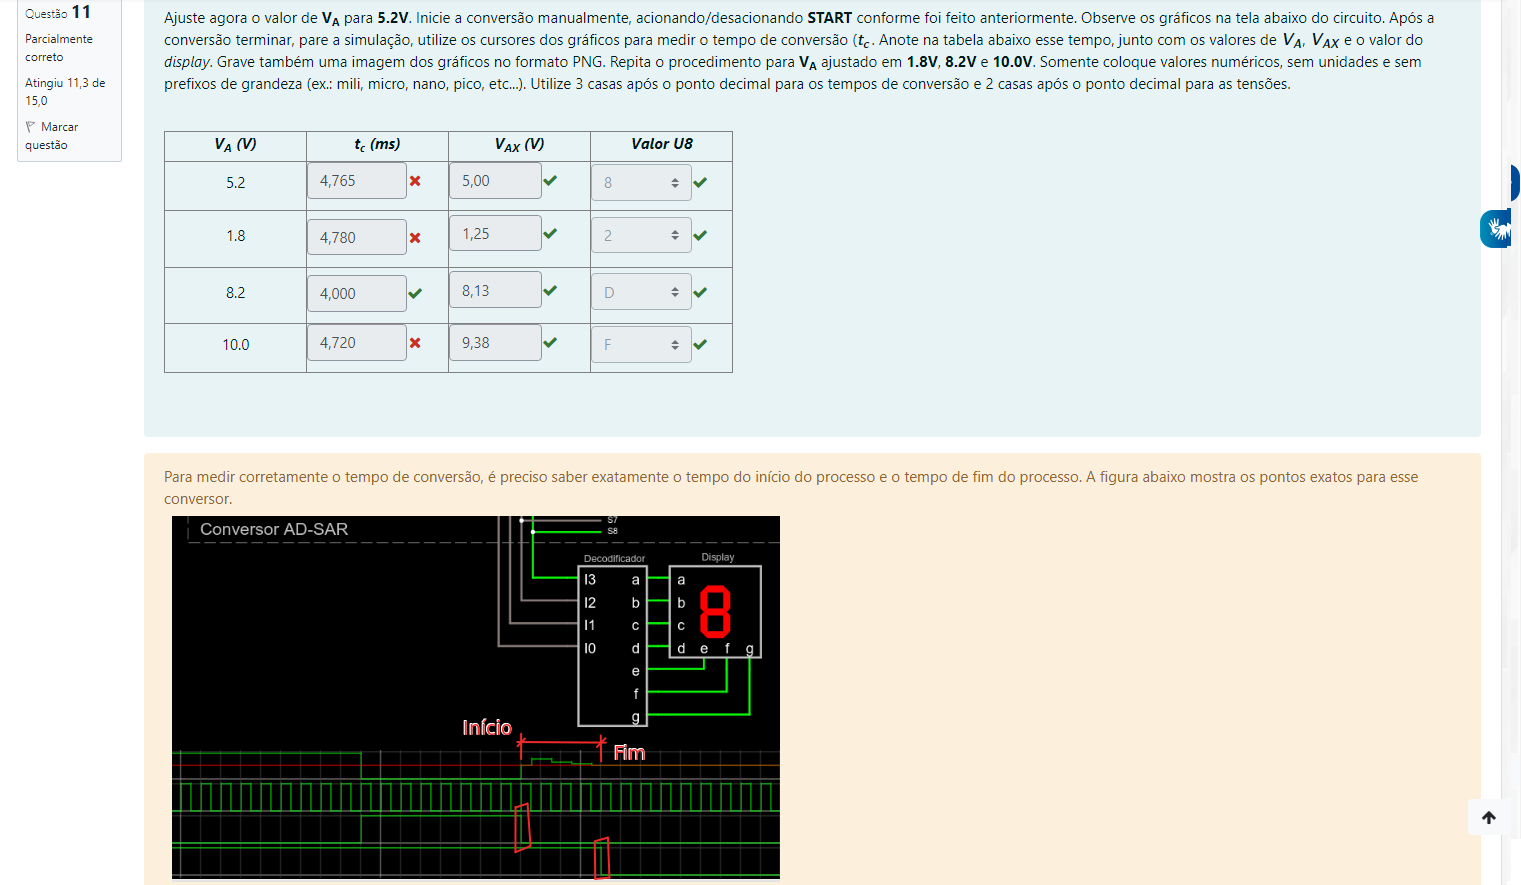 Questão 11
Parcialmente
correto
Atingiu 11,3 de
15,0
Marcar
questão
Ajuste agora o valor de VA para 5.2V. Inicie a conversão manualmente, acionando/desacionando START conforme foi feito anteriormente. Observe os gráficos na tela abaixo do circuito. Após a
conversão terminar, pare a simulação, utilize os cursores dos gráficos para medir o tempo de conversão (tc. Anote na tabela abaixo esse tempo, junto com os valores de VA, VAX e o valor do
display. Grave também uma imagem dos gráficos no formato PNG. Repita o procedimento para VA ajustado em 1.8V, 8.2V e 10.0V. Somente coloque valores numéricos, sem unidades e sem
prefixos de grandeza (ex.: mili, micro, nano, pico, etc...). Utilize 3 casas após o ponto decimal para os tempos de conversão e 2 casas após o ponto decimal para as tensões.
VA (V) tc (ms) VAX (V) Valor U8
5.2 4,765 5,00 8
1.8 4,780 1,25 2
8.2 4,000 8,13 D
10.0 4,720 9,38 F
Para medir corretamente o tempo de conversão, é preciso saber exatamente o tempo do início do processo e o tempo de fim do processo. A figura abaixo mostra os pontos exatos para esse
conversor.
Conversor AD-SAR
S7
S8
Decodificador
Display
I3 a a
I2 b b
I1 c c
I0 d d e f g
e
f
g
8
Início
Fim